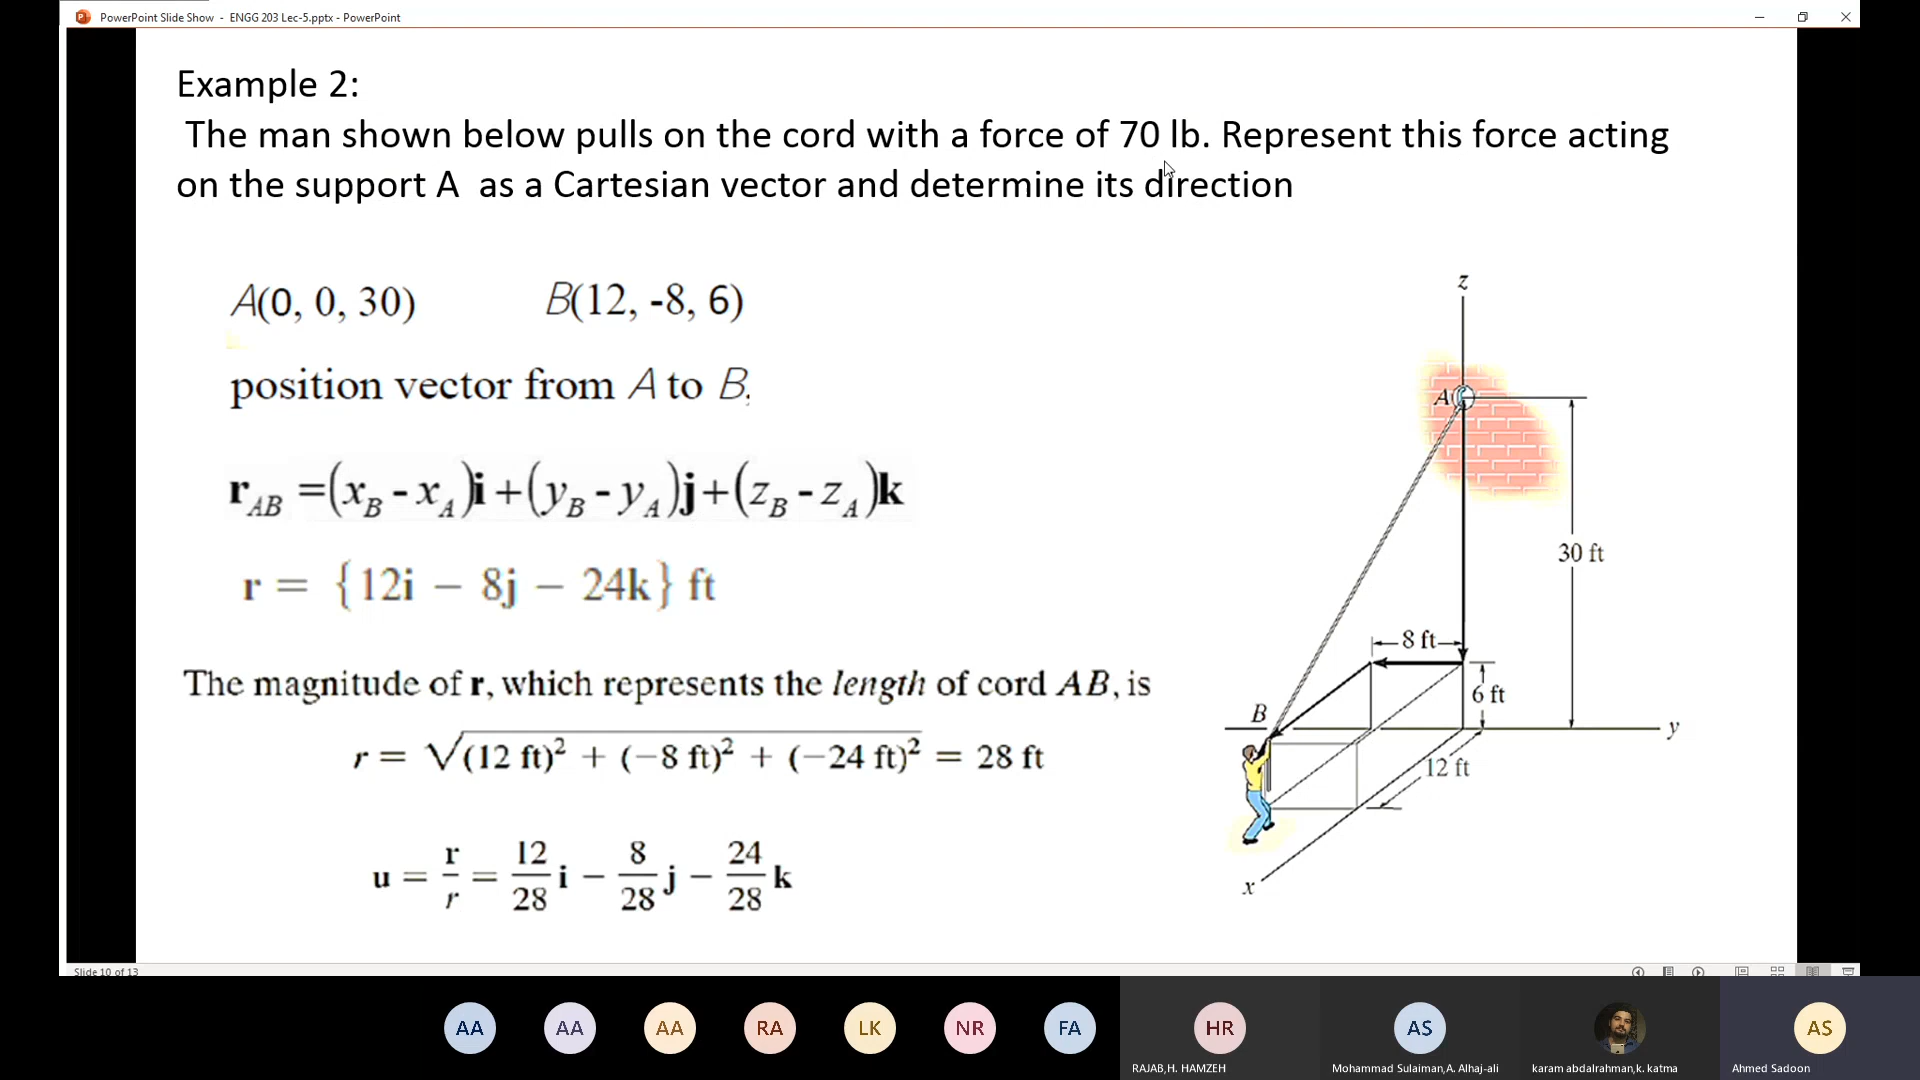 PowerPoint Slide Show - ENGG 203 Lec-5.pptx - PowerPoint
Example 2:
The man shown below pulls on the cord with a force of 70 lb. Represent this force acting
on the support A as a Cartesian vector and determine its direction
A(0, 0, 30) B(12, -8, 6)
position vector from A to B,
r_AB =(x_B - x_A)i+(y_B - y_A)j+(z_B - z_A)k
r = {12i − 8j − 24k} ft
The magnitude of r, which represents the length of cord AB, is
r = √(12 ft)² + (−8 ft)² + (−24 ft)² = 28 ft
u = r/r = 12/28 i − 8/28 j − 24/28 k
z
A
30 ft
8 ft
6 ft
B
y
12 ft
x
Slide 10 of 13
AA AA AA RA LK NR FA HR AS AS
RAJAB,H. HAMZEH Mohammad Sulaiman,A. Alhaj-ali karam abdalrahman,k. katma Ahmed Sadoon